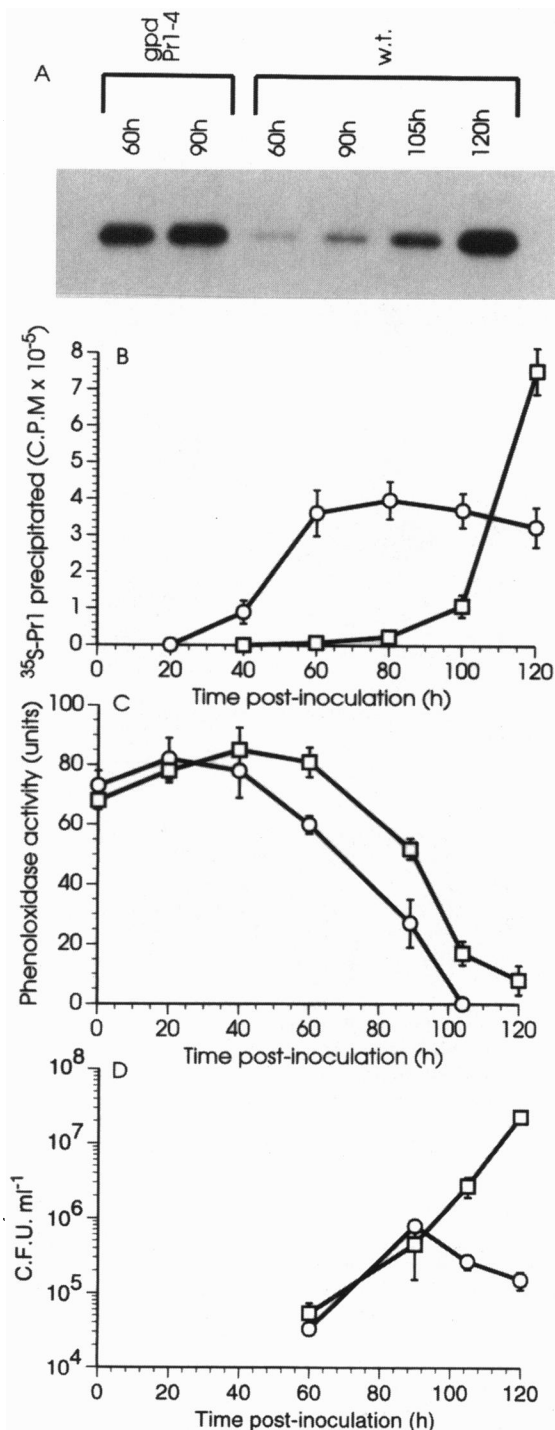 gpd
Pr1-4
w.t.
A
60h
90h
60h
90h
105h
120h
B
8
7
6
5
4
3
2
1
0
³⁵S-Pr1 precipitated (C.P.M x 10⁻⁵)
0 20 40 60 80 100 120
Time post-inoculation (h)
C
100
80
60
40
20
0
Phenoloxidase activity (units)
0 20 40 60 80 100 120
Time post-inoculation (h)
D
10⁸
10⁷
10⁶
10⁵
10⁴
C.F.U. ml⁻¹
0 20 40 60 80 100 120
Time post-inoculation (h)